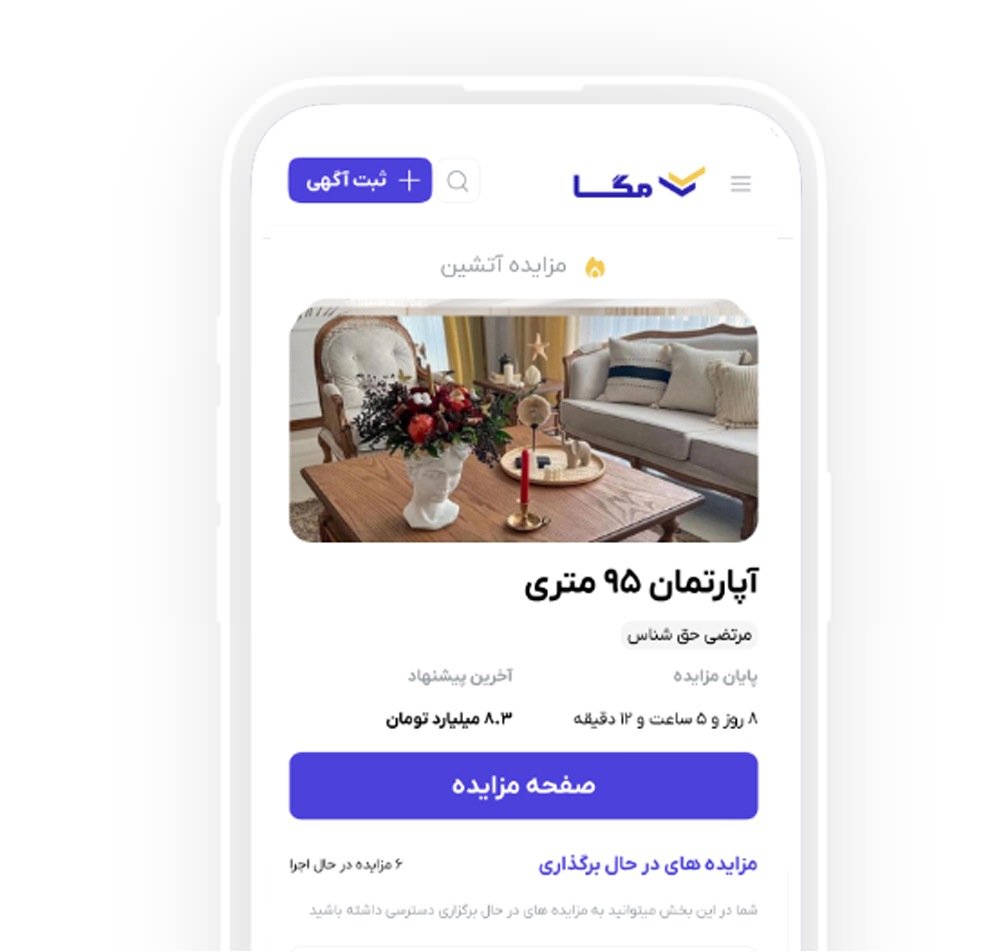 مگا
ثبت آگهی
مزایده آتشین
آپارتمان ۹۵ متری
مرتضی حق شناس
پایان مزایده
آخرین پیشنهاد
۸ روز و ۵ ساعت و ۱۲ دقیقه
۸.۳ میلیارد تومان
صفحه مزایده
مزایده های در حال برگذاری
۶ مزایده در حال اجرا
شما در این بخش میتوانید به مزایده های در حال برگزاری دسترسی داشته باشید